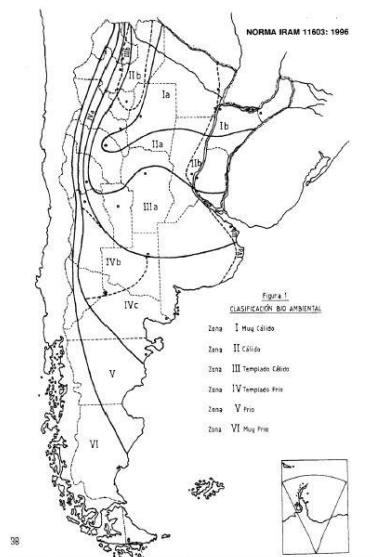 NORMA IRAM 11603: 1996
II b
Ia
Ib
IVa
IIa
IIb
IIIa
IVb
IVc
V
VI
Figura 1
CLASIFICACIÓN BIO AMBIENTAL
Zona I Muy Cálido
Zona II Cálido
Zona III Templado Cálido
Zona IV Templado Frío
Zona V Frío
Zona VI Muy Frío
38